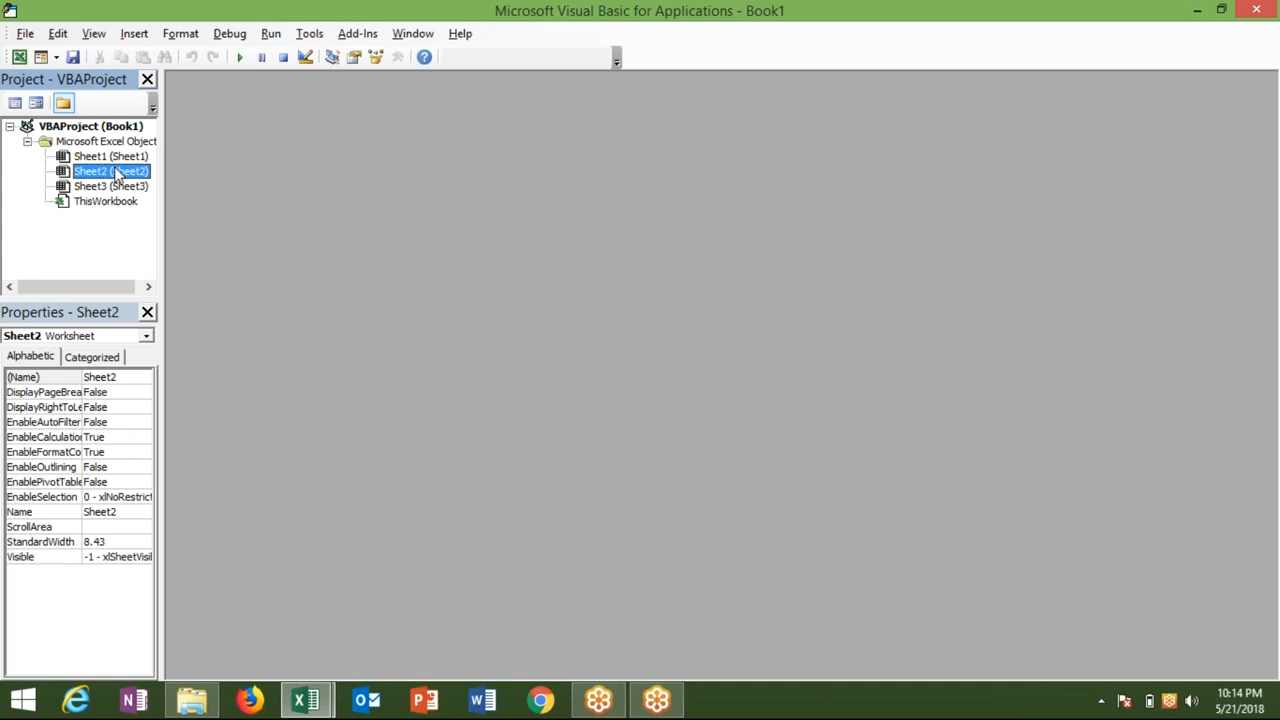 Microsoft Visual Basic for Applications - Book1
File Edit View Insert Format Debug Run Tools Add-Ins Window Help
Project - VBAProject
VBAProject (Book1)
Microsoft Excel Object
Sheet1 (Sheet1)
Sheet2 (Sheet2)
Sheet3 (Sheet3)
ThisWorkbook
Properties - Sheet2
Sheet2 Worksheet
Alphabetic Categorized
(Name) Sheet2
DisplayPageBrea False
DisplayRightToLe False
EnableAutoFilter False
EnableCalculation True
EnableFormatCo True
EnableOutlining False
EnablePivotTable False
EnableSelection 0 - xlNoRestrict
Name Sheet2
ScrollArea
StandardWidth 8.43
Visible -1 - xlSheetVisil
10:14 PM
5/21/2018